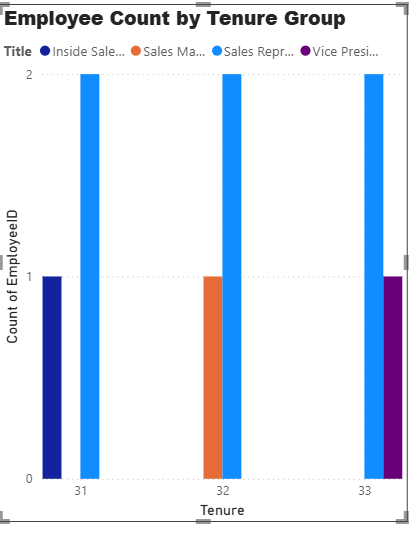 Employee Count by Tenure Group
Title Inside Sale... Sales Ma... Sales Repr... Vice Presi...
2
1
0
Count of EmployeeID
31 32 33
Tenure